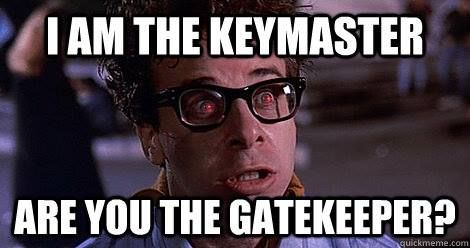 I AM THE KEYMASTER
ARE YOU THE GATEKEEPER?
quickmeme.com